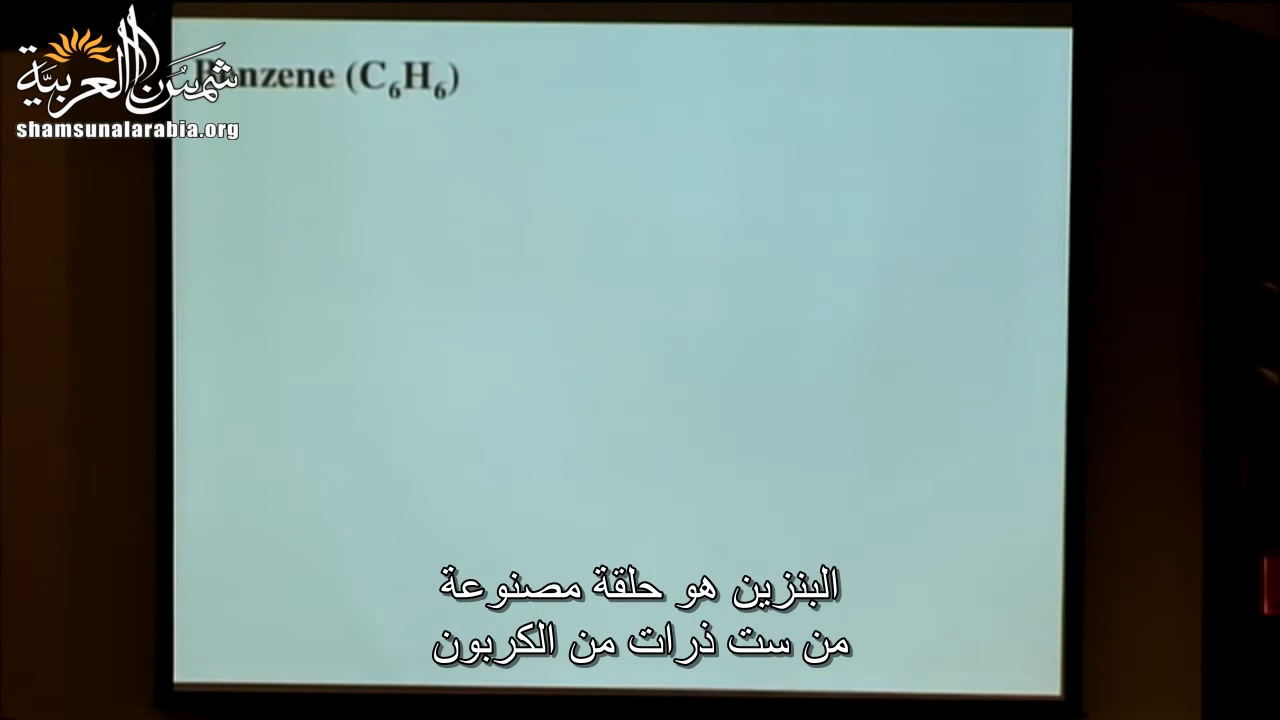 شمس العربية
shamsunalarabia.org
Benzene (C₆H₆)
البنزين هو حلقة مصنوعة
من ست ذرات من الكربون